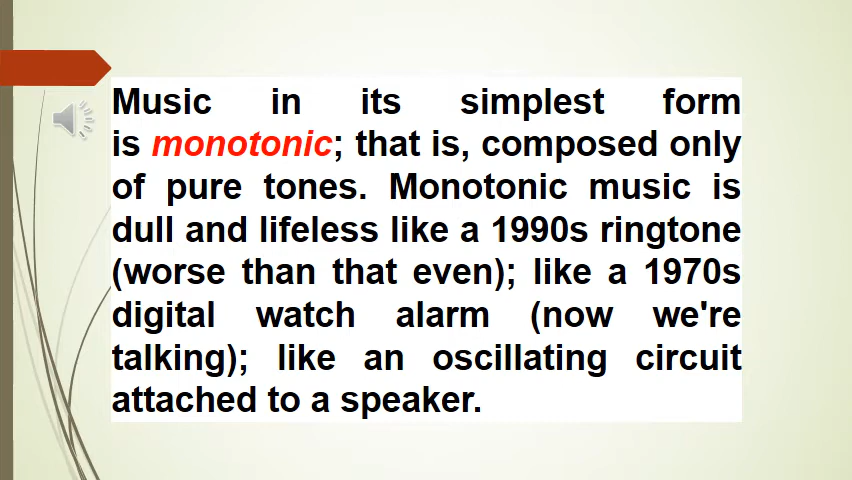 Music in its simplest form
is monotonic; that is, composed only
of pure tones. Monotonic music is
dull and lifeless like a 1990s ringtone
(worse than that even); like a 1970s
digital watch alarm (now we're
talking); like an oscillating circuit
attached to a speaker.